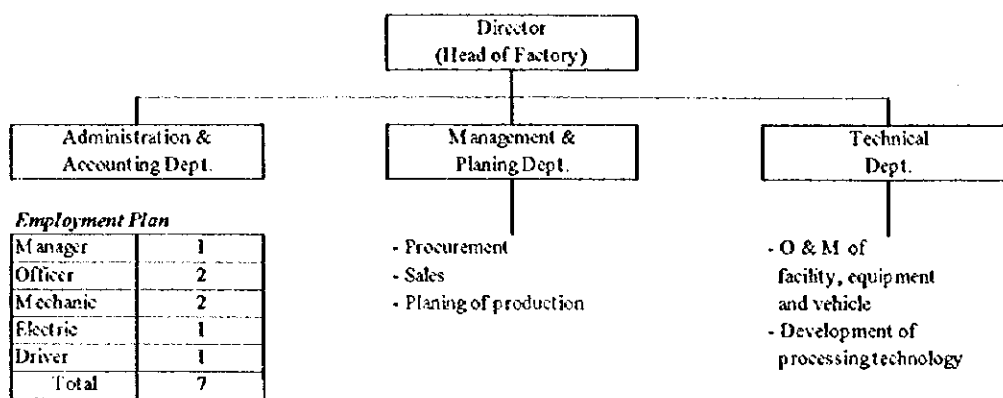 Director
(Head of Factory)
Administration &
Accounting Dept.
Management &
Planing Dept.
Technical
Dept.
Employment Plan
Manager 1
Officer 2
Mechanic 2
Electric 1
Driver 1
Total 7
- Procurement
- Sales
- Planing of production
- O & M of
facility, equipment
and vehicle
- Development of
processing technology